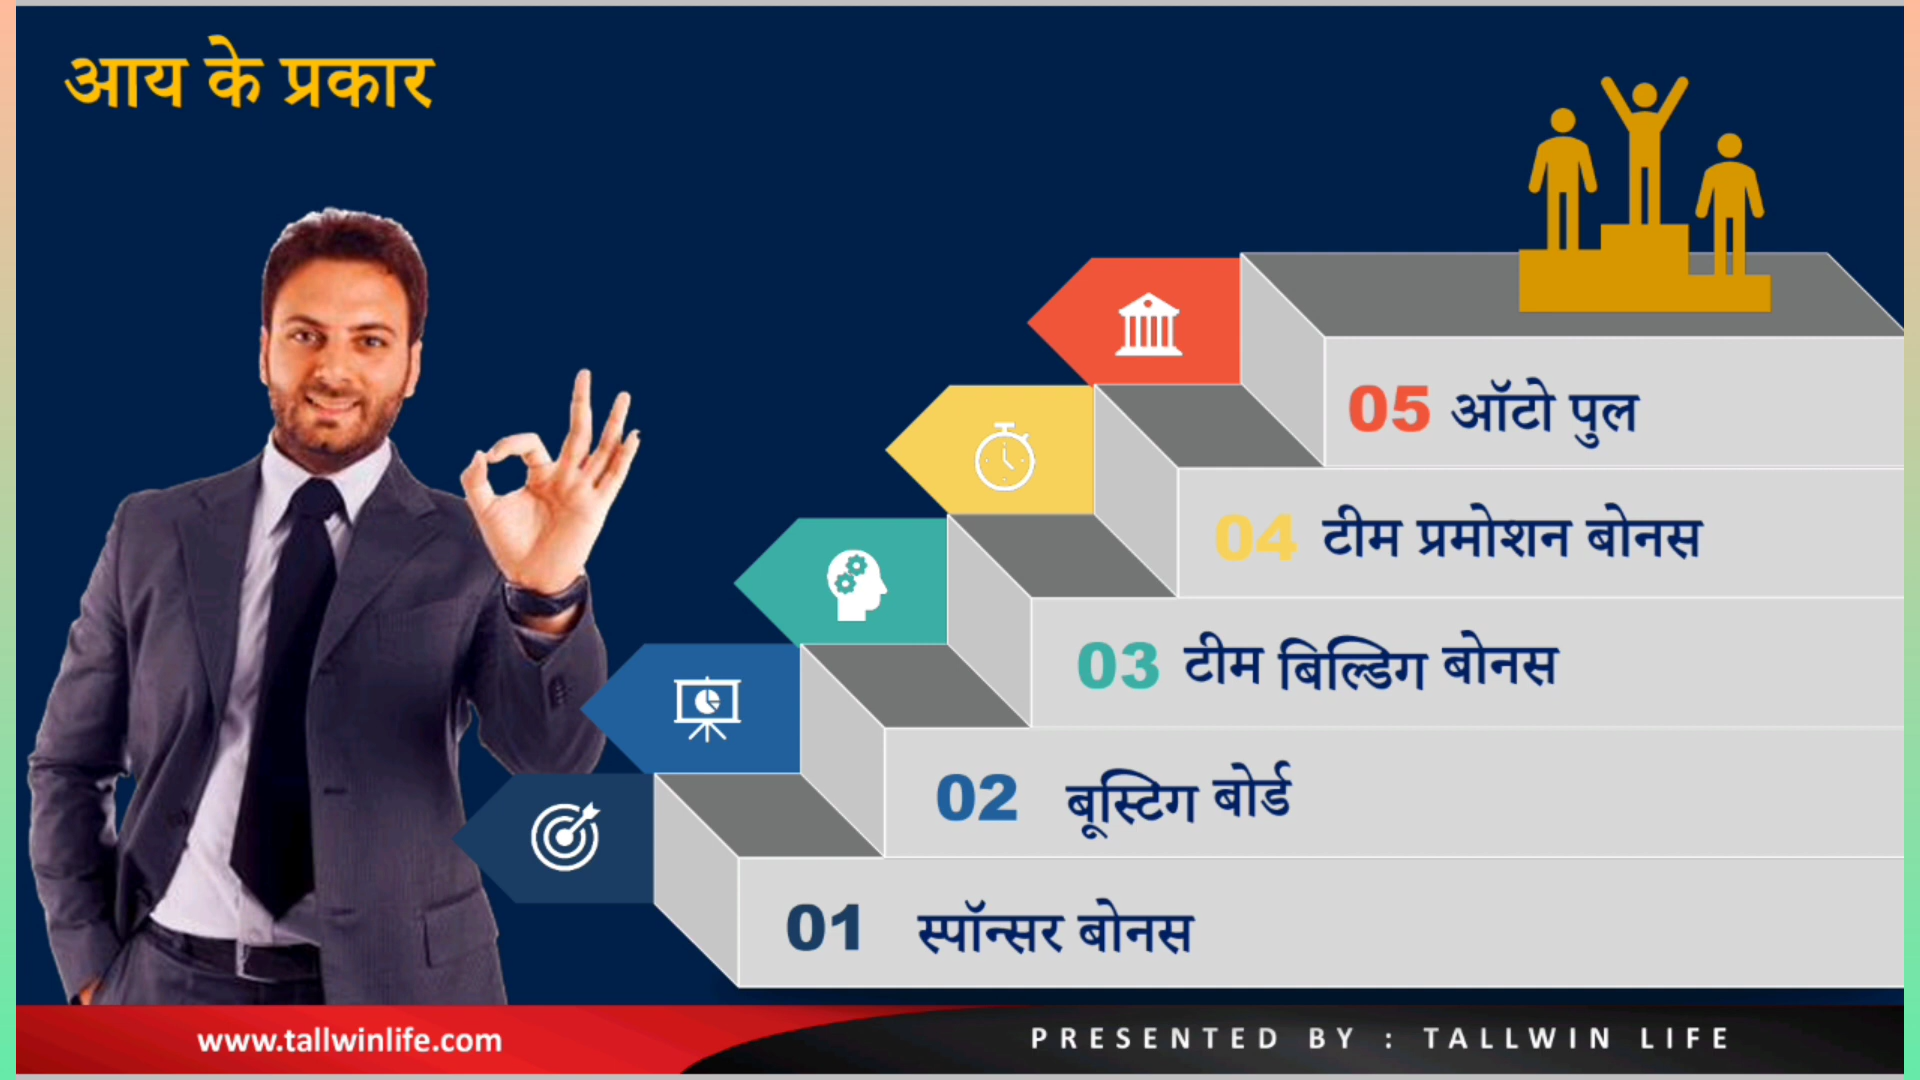 आय के प्रकार
05 ऑटो पुल
04 टीम प्रमोशन बोनस
03 टीम बिल्डिग बोनस
02 बूस्टिग बोर्ड
01 स्पॉन्सर बोनस
www.tallwinlife.com
PRESENTED BY : TALLWIN LIFE